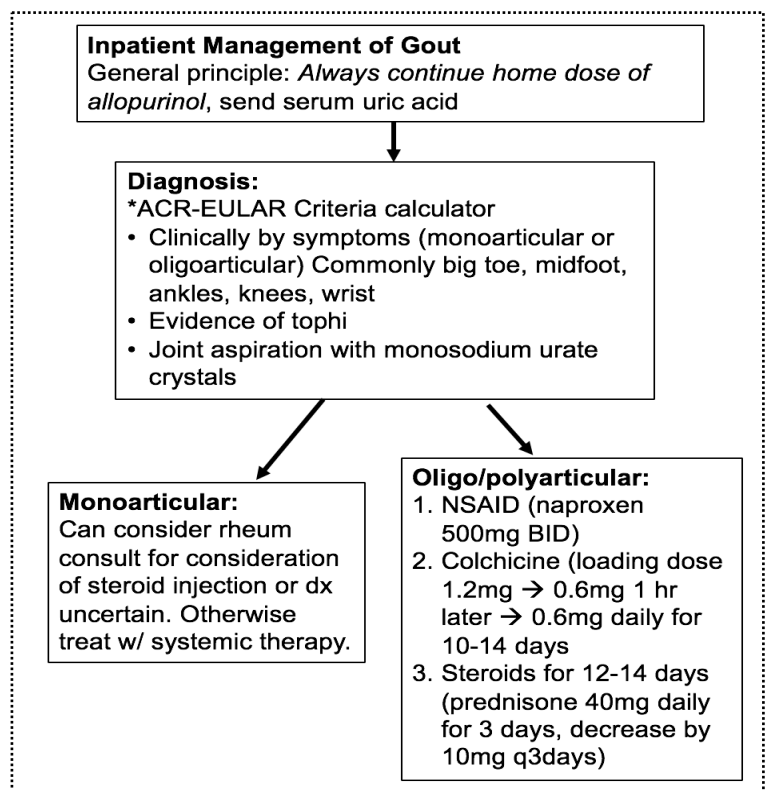 Inpatient Management of Gout
General principle: Always continue home dose of
allopurinol, send serum uric acid
Diagnosis:
*ACR-EULAR Criteria calculator
• Clinically by symptoms (monoarticular or
oligoarticular) Commonly big toe, midfoot,
ankles, knees, wrist
• Evidence of tophi
• Joint aspiration with monosodium urate
crystals
Monoarticular:
Can consider rheum
consult for consideration
of steroid injection or dx
uncertain. Otherwise
treat w/ systemic therapy.
Oligo/polyarticular:
1. NSAID (naproxen
500mg BID)
2. Colchicine (loading dose
1.2mg → 0.6mg 1 hr
later → 0.6mg daily for
10-14 days
3. Steroids for 12-14 days
(prednisone 40mg daily
for 3 days, decrease by
10mg q3days)